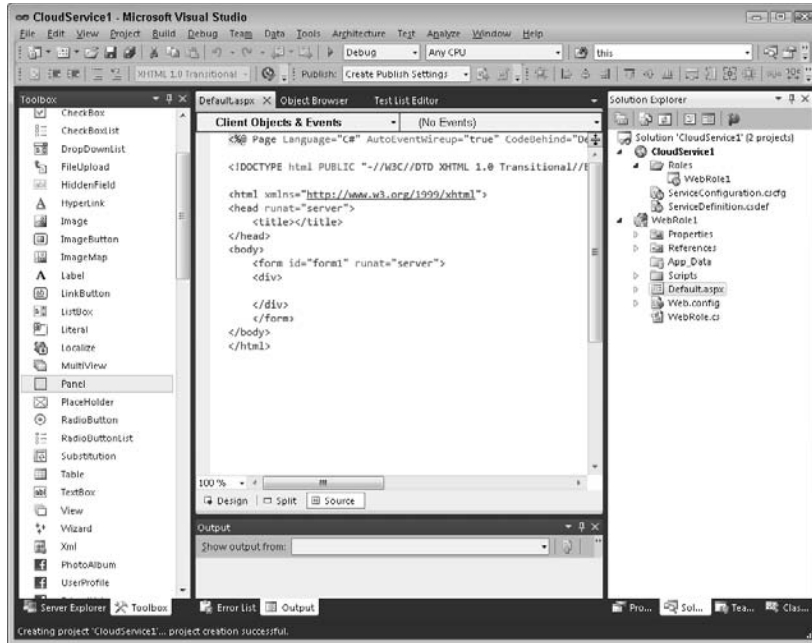 CloudService1 - Microsoft Visual Studio
File Edit View Project Build Debug Team Data Tools Architecture Test Analyze Window Help
Debug Any CPU this
XHTML 1.0 Transitional Publish: Create Publish Settings
Toolbox
CheckBox
CheckBoxList
DropDownList
FileUpload
HiddenField
HyperLink
Image
ImageButton
ImageMap
Label
LinkButton
ListBox
Literal
Localize
MultiView
Panel
PlaceHolder
RadioButton
RadioButtonList
Substitution
Table
TextBox
View
Wizard
Xml
PhotoAlbum
UserProfile
Server Explorer Toolbox
Default.aspx Object Browser Test List Editor
Client Objects & Events (No Events)
<%@ Page Language="C#" AutoEventWireup="true" CodeBehind="De
<!DOCTYPE html PUBLIC "-//W3C//DTD XHTML 1.0 Transitional//E
<html xmlns="http://www.w3.org/1999/xhtml">
<head runat="server">
<title></title>
</head>
<body>
<form id="form1" runat="server">
<div>
</div>
</form>
</body>
</html>
100 %
Design Split Source
Output
Show output from:
Error List Output
Solution Explorer
Solution 'CloudService1' (2 projects)
CloudService1
Roles
WebRole1
ServiceConfiguration.cscfg
ServiceDefinition.csdef
WebRole1
Properties
References
App_Data
Scripts
Default.aspx
Web.config
WebRole.cs
Pro... Sol... Tea... Clas...
Creating project 'CloudService1'... project creation successful.